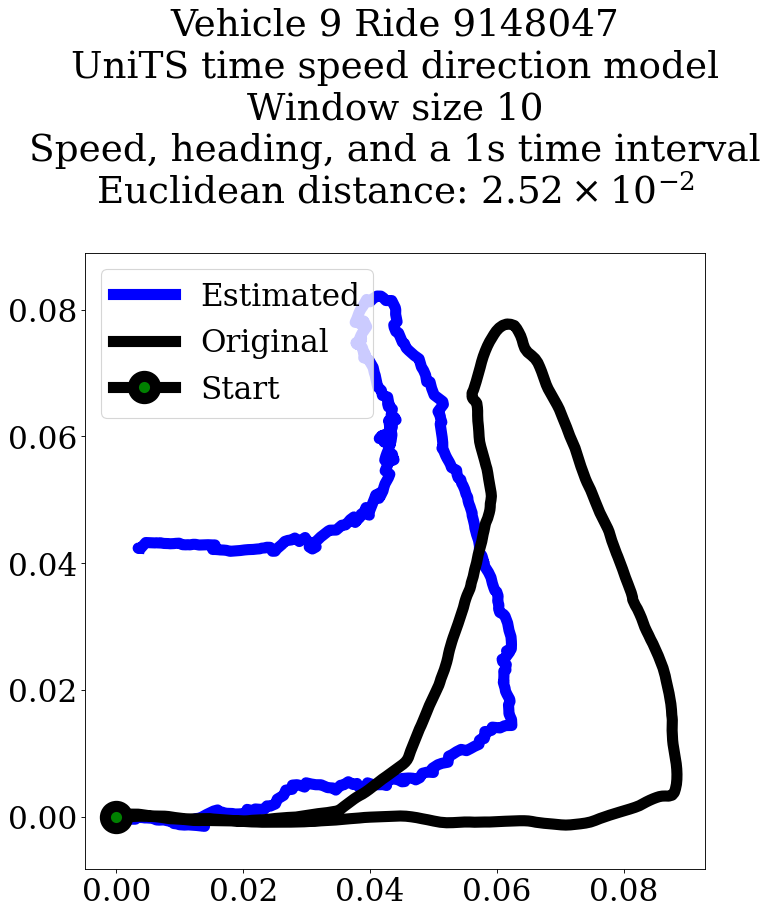 Vehicle 9 Ride 9148047
UniTS time speed direction model
Window size 10
Speed, heading, and a 1s time interval
Euclidean distance: 2.52 × 10⁻²
Estimated
Original
Start
0.08
0.06
0.04
0.02
0.00
0.00 0.02 0.04 0.06 0.08